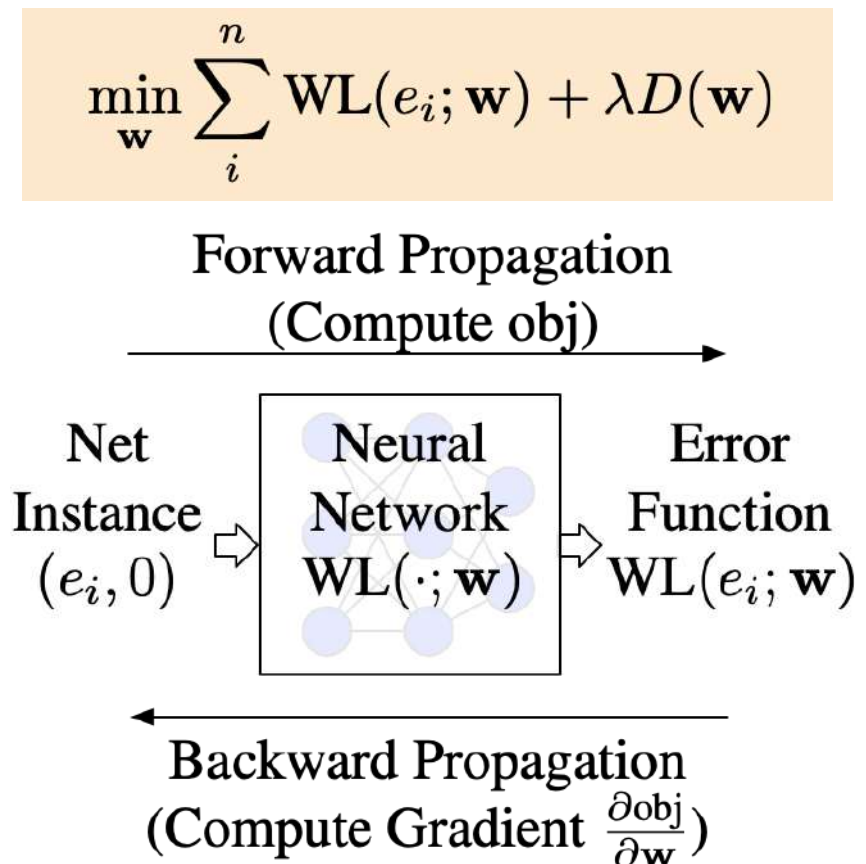 min_w ∑_i^n WL(e_i; w) + λD(w)
Forward Propagation
(Compute obj)
Net
Instance
(e_i, 0)
Neural
Network
WL(·; w)
Error
Function
WL(e_i; w)
Backward Propagation
(Compute Gradient ∂obj/∂w)